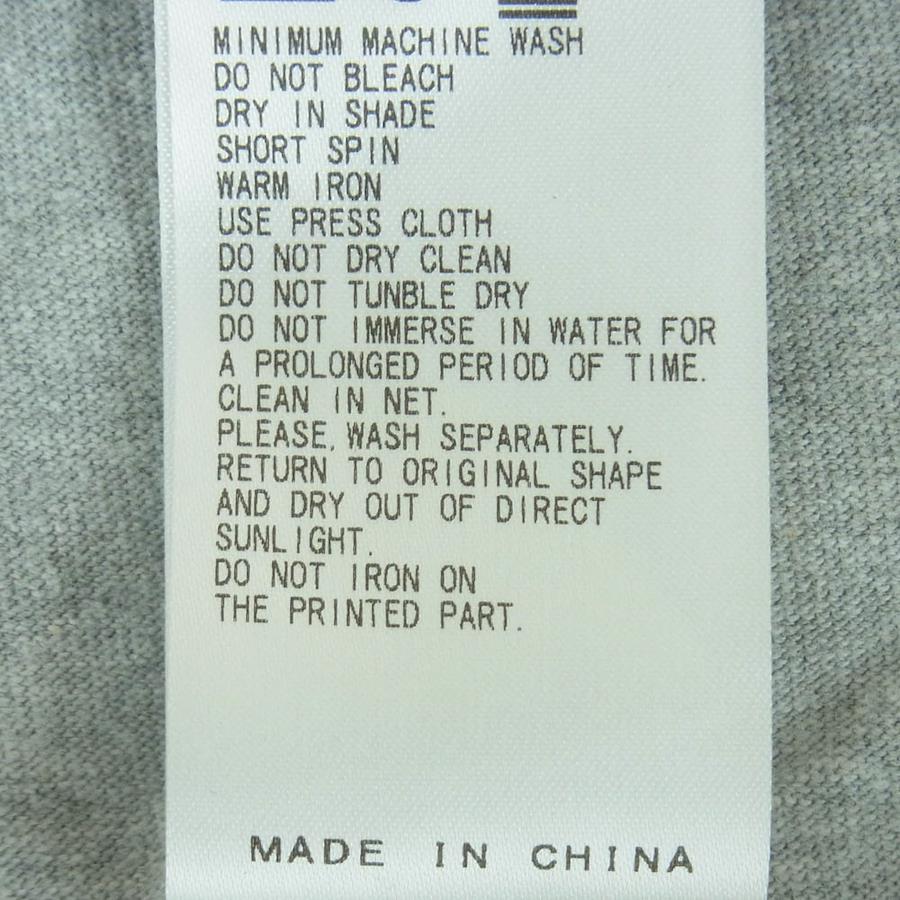 MINIMUM MACHINE WASH
DO NOT BLEACH
DRY IN SHADE
SHORT SPIN
WARM IRON
USE PRESS CLOTH
DO NOT DRY CLEAN
DO NOT TUNBLE DRY
DO NOT IMMERSE IN WATER FOR
A PROLONGED PERIOD OF TIME.
CLEAN IN NET.
PLEASE, WASH SEPARATELY.
RETURN TO ORIGINAL SHAPE
AND DRY OUT OF DIRECT
SUNLIGHT.
DO NOT IRON ON
THE PRINTED PART.
MADE IN CHINA